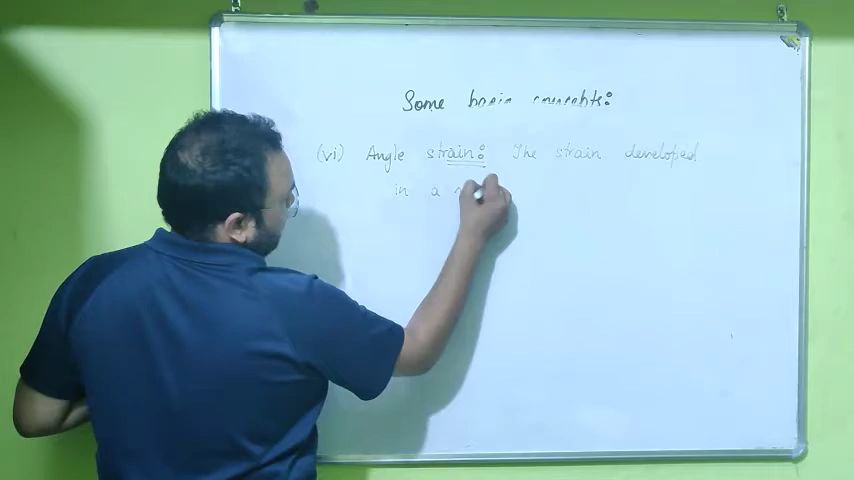 Some basic concepts:
(vi) Angle strain: The strain developed
in a